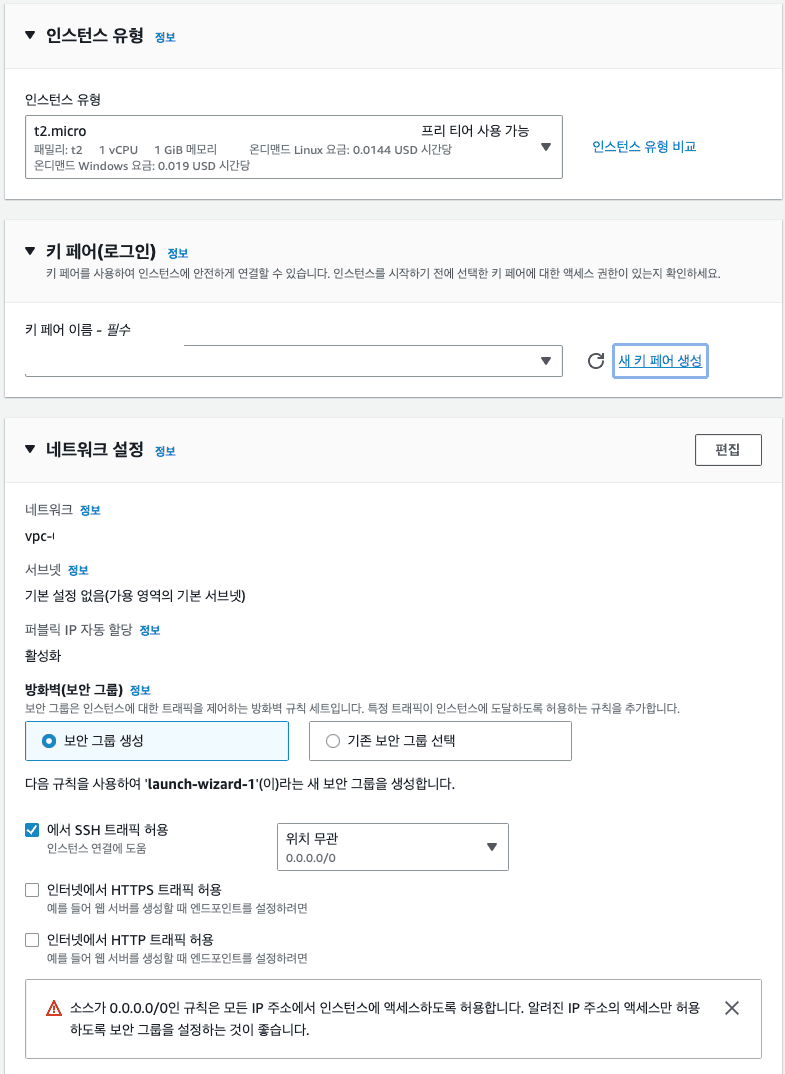 인스턴스 유형 정보
인스턴스 유형
t2.micro 프리 티어 사용 가능
패밀리: t2 1 vCPU 1 GiB 메모리 온디맨드 Linux 요금: 0.0144 USD 시간당
온디맨드 Windows 요금: 0.019 USD 시간당
인스턴스 유형 비교
키 페어(로그인) 정보
키 페어를 사용하여 인스턴스에 안전하게 연결할 수 있습니다. 인스턴스를 시작하기 전에 선택한 키 페어에 대한 액세스 권한이 있는지 확인하세요.
키 페어 이름 - 필수
새 키 페어 생성
네트워크 설정 정보
편집
네트워크 정보
vpc-
서브넷 정보
기본 설정 없음(가용 영역의 기본 서브넷)
퍼블릭 IP 자동 할당 정보
활성화
방화벽(보안 그룹) 정보
보안 그룹은 인스턴스에 대한 트래픽을 제어하는 방화벽 규칙 세트입니다. 특정 트래픽이 인스턴스에 도달하도록 허용하는 규칙을 추가합니다.
보안 그룹 생성 기존 보안 그룹 선택
다음 규칙을 사용하여 'launch-wizard-1'(이)라는 새 보안 그룹을 생성합니다.
에서 SSH 트래픽 허용
인스턴스 연결에 도움
위치 무관
0.0.0.0/0
인터넷에서 HTTPS 트래픽 허용
예를 들어 웹 서버를 생성할 때 엔드포인트를 설정하려면
인터넷에서 HTTP 트래픽 허용
예를 들어 웹 서버를 생성할 때 엔드포인트를 설정하려면
소스가 0.0.0.0/0인 규칙은 모든 IP 주소에서 인스턴스에 액세스하도록 허용합니다. 알려진 IP 주소의 액세스만 허용
하도록 보안 그룹을 설정하는 것이 좋습니다.